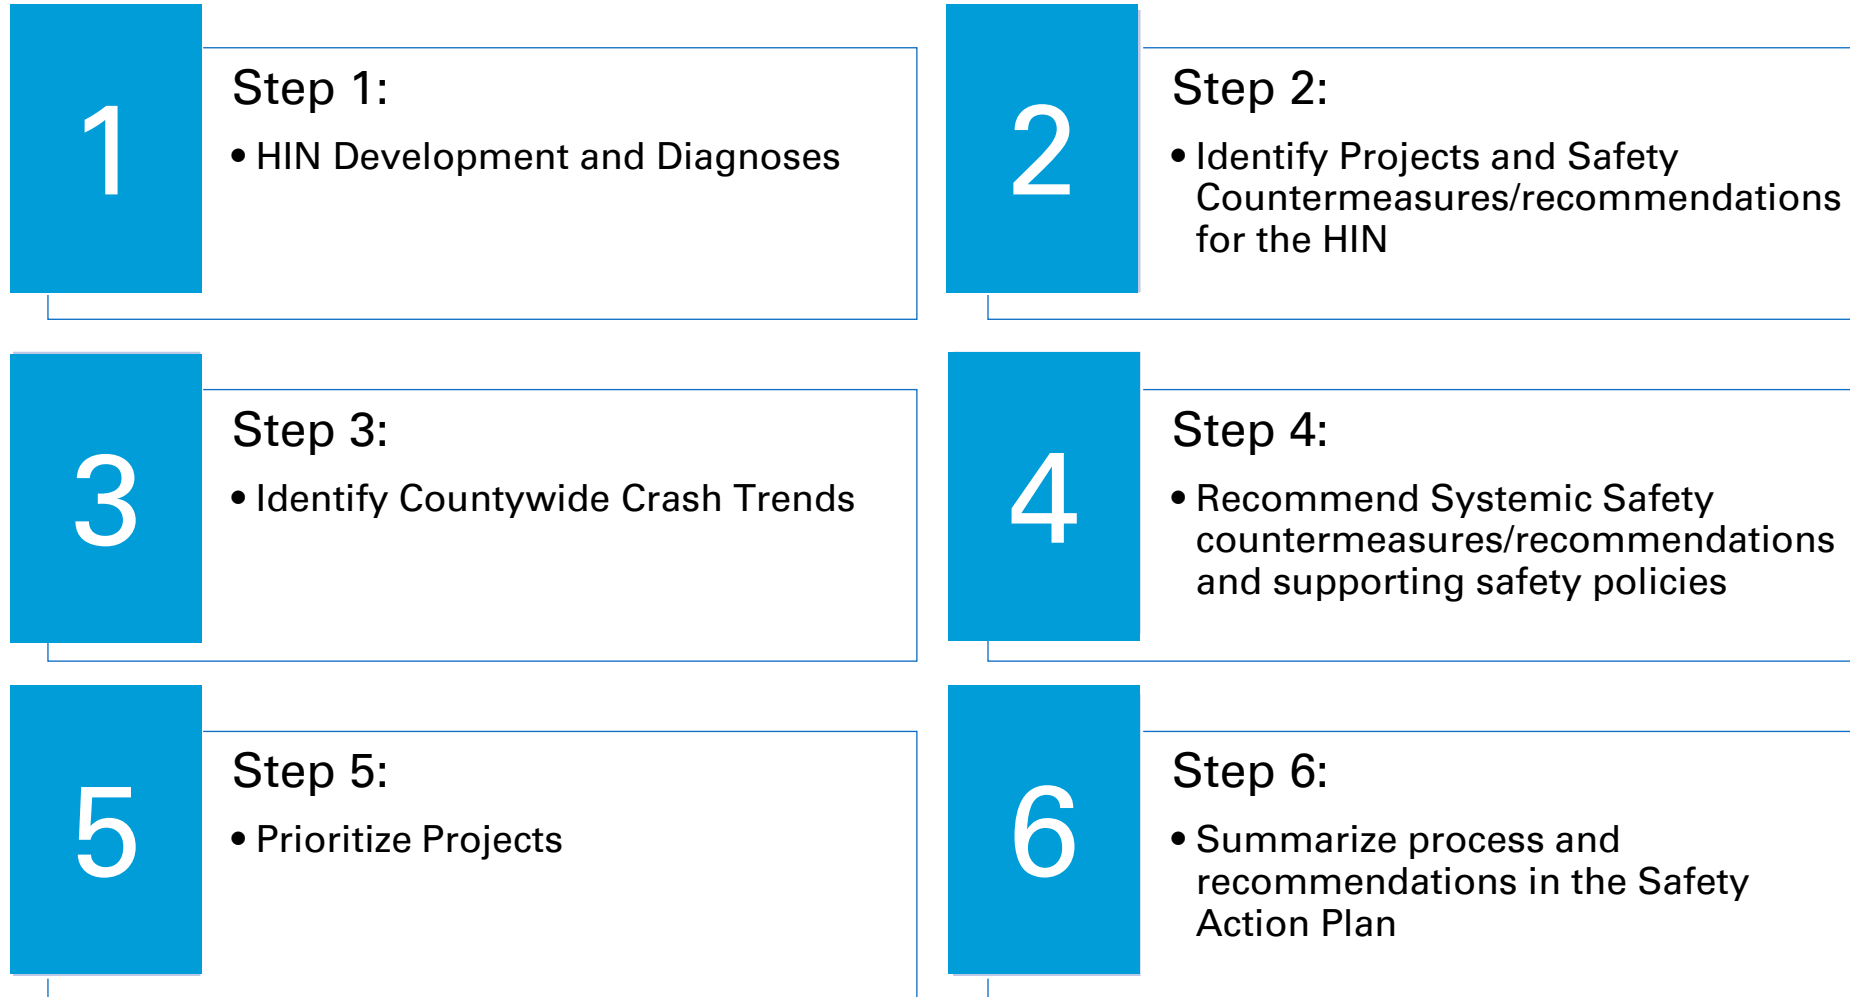 1
Step 1:
• HIN Development and Diagnoses
2
Step 2:
• Identify Projects and Safety
Countermeasures/recommendations
for the HIN
3
Step 3:
• Identify Countywide Crash Trends
4
Step 4:
• Recommend Systemic Safety
countermeasures/recommendations
and supporting safety policies
5
Step 5:
• Prioritize Projects
6
Step 6:
• Summarize process and
recommendations in the Safety
Action Plan